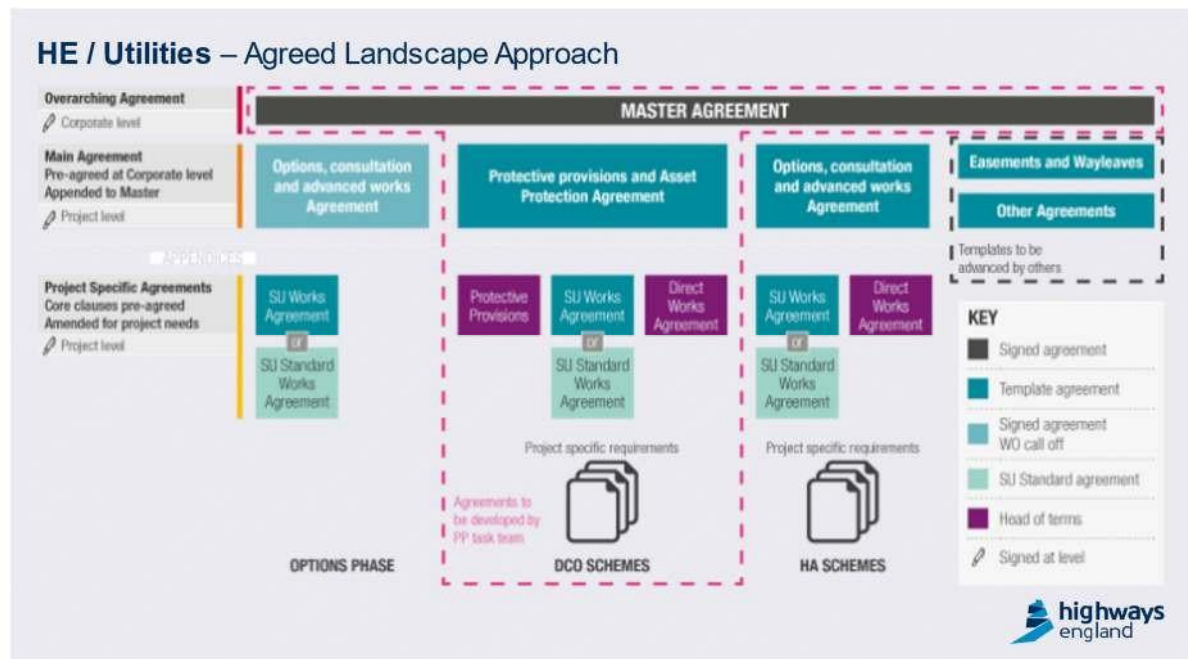 HE / Utilities – Agreed Landscape Approach
Overarching Agreement
Corporate level
MASTER AGREEMENT
Main Agreement
Pre-agreed at Corporate level
Appended to Master
Project level
Options, consultation
and advanced works
Agreement
Protective provisions and Asset
Protection Agreement
Options, consultation
and advanced works
Agreement
Easements and Wayleaves
Other Agreements
Templates to be
advanced by others
APPENDICES
Project Specific Agreements
Core clauses pre-agreed
Amended for project needs
Project level
SU Works
Agreement
or
SU Standard
Works
Agreement
Protective
Provisions
SU Works
Agreement
or
SU Standard
Works
Agreement
Direct
Works
Agreement
SU Works
Agreement
or
SU Standard
Works
Agreement
Direct
Works
Agreement
Project specific requirements
Project specific requirements
Agreements to
be developed by
PP task team
OPTIONS PHASE
DCO SCHEMES
HA SCHEMES
KEY
Signed agreement
Template agreement
Signed agreement
WO call off
SU Standard agreement
Head of terms
Signed at level
highways
england